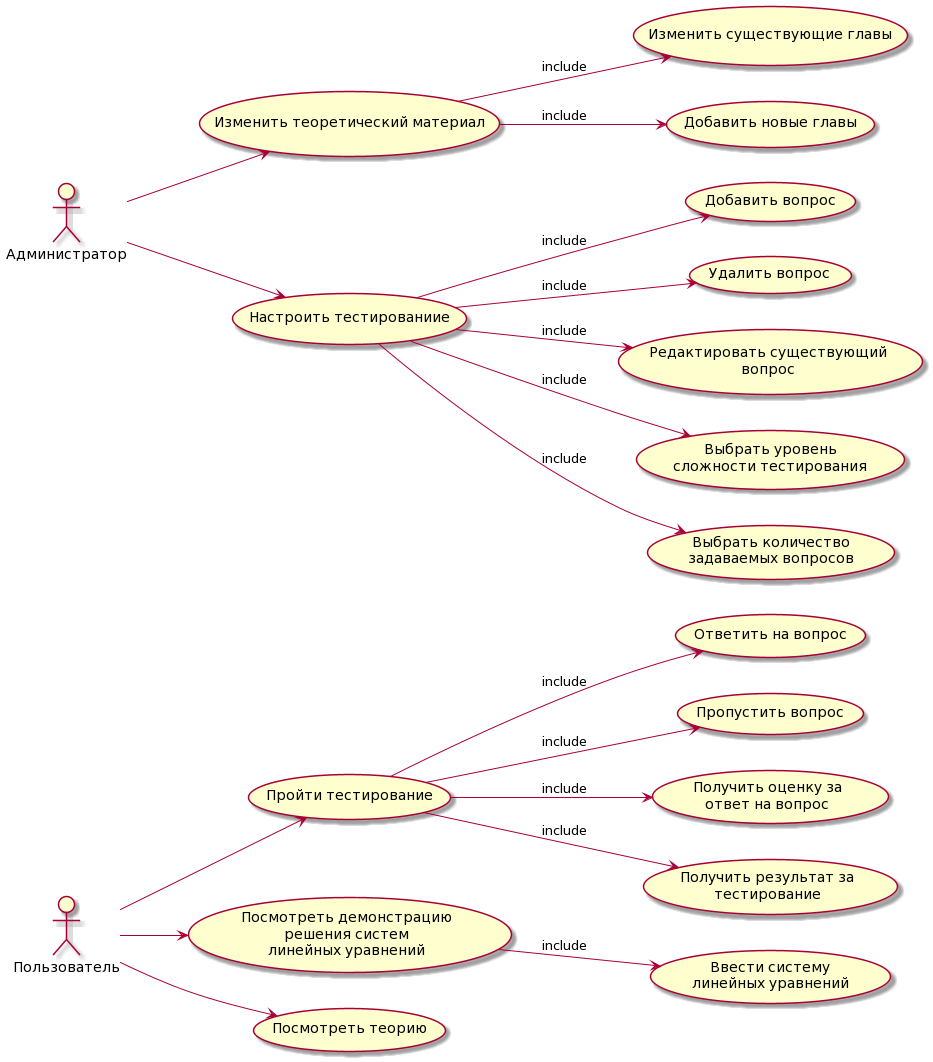 Изменить существующие главы
include
Изменить теоретический материал
include
Добавить новые главы
Администратор
Добавить вопрос
include
Удалить вопрос
include
Настроить тестированиие
include
Редактировать существующий
вопрос
include
Выбрать уровень
сложности тестирования
include
Выбрать количество
задаваемых вопросов
Ответить на вопрос
include
Пропустить вопрос
include
Пройти тестирование
include
Получить оценку за
ответ на вопрос
include
Получить результат за
тестирование
Пользователь
Посмотреть демонстрацию
решения систем
линейных уравнений
include
Ввести систему
линейных уравнений
Посмотреть теорию